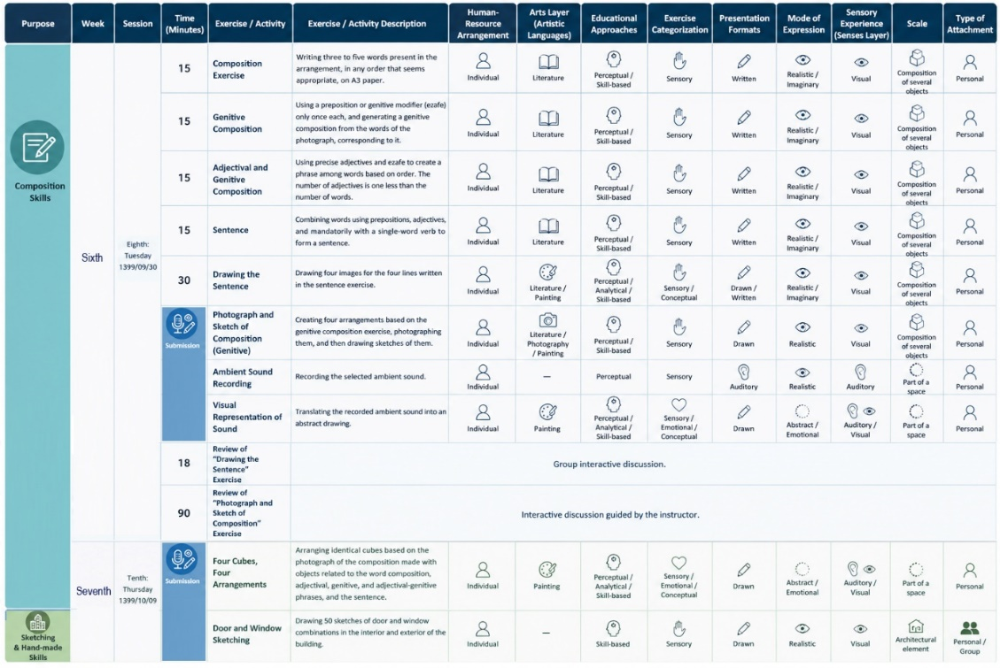 Purpose
Week
Session
Time
(Minutes)
Exercise / Activity
Exercise / Activity Description
Human-
Resource
Arrangement
Arts Layer
(Artistic
Languages)
Educational
Approaches
Exercise
Categorization
Presentation
Formats
Mode of
Expression
Sensory
Experience
(Senses Layer)
Scale
Type of
Attachment
Composition
Skills
Sixth
Eighth:
Tuesday
1399/09/30
15
Composition
Exercise
Writing three to five words present in the
arrangement, in any order that seems
appropriate, on A3 paper.
Individual
Literature
Perceptual /
Skill-based
Sensory
Written
Realistic /
Imaginary
Visual
Composition
of several
objects
Personal
15
Genitive
Composition
Using a preposition or genitive modifier (ezafe)
only once each, and generating a genitive
composition from the words of the
photograph, corresponding to it.
Individual
Literature
Perceptual /
Skill-based
Sensory
Written
Realistic /
Imaginary
Visual
Composition
of several
objects
Personal
15
Adjectival and
Genitive
Composition
Using precise adjectives and ezafe to create a
phrase among words based on order. The
number of adjectives is one less than the
number of words.
Individual
Literature
Perceptual /
Skill-based
Sensory
Written
Realistic /
Imaginary
Visual
Composition
of several
objects
Personal
15
Sentence
Combining words using prepositions, adjectives,
and mandatorily with a single-word verb to
form a sentence.
Individual
Literature
Perceptual /
Skill-based
Sensory
Written
Realistic /
Imaginary
Visual
Composition
of several
objects
Personal
30
Drawing the
Sentence
Drawing four images for the four lines written
in the sentence exercise.
Individual
Literature /
Painting
Perceptual /
Analytical /
Skill-based
Sensory /
Conceptual
Drawn /
Written
Realistic /
Imaginary
Visual
Composition
of several
objects
Personal
Submission
Photograph and
Sketch of
Composition
(Genitive)
Creating four arrangements based on the
genitive composition exercise, photographing
them, and then drawing sketches of them.
Individual
Literature /
Photography
/ Painting
Perceptual /
Skill-based
Sensory
Drawn
Realistic
Visual
Composition
of several
objects
Personal
Ambient Sound
Recording
Recording the selected ambient sound.
Individual
—
Perceptual
Sensory
Auditory
Realistic
Auditory
Part of a
space
Personal
Visual
Representation of
Sound
Translating the recorded ambient sound into an
abstract drawing.
Individual
Painting
Perceptual /
Analytical /
Skill-based
Sensory /
Emotional /
Conceptual
Drawn
Abstract /
Emotional
Auditory /
Visual
Part of a
space
Personal
18
Review of
"Drawing the
Sentence"
Exercise
Group interactive discussion.
90
Review of
"Photograph and
Sketch of
Composition"
Exercise
Interactive discussion guided by the instructor.
Seventh
Tenth:
Thursday
1399/10/09
Submission
Four Cubes,
Four
Arrangements
Arranging identical cubes based on the
photograph of the composition made with
objects related to the word composition,
adjectival, genitive, and adjectival-genitive
phrases, and the sentence.
Individual
Painting
Perceptual /
Analytical /
Skill-based
Sensory /
Emotional /
Conceptual
Drawn
Abstract /
Emotional
Auditory /
Visual
Part of a
space
Personal
Sketching
& Hand-made
Skills
Door and Window
Sketching
Drawing 50 sketches of door and window
combinations in the interior and exterior of the
building.
Individual
—
Skill-based
Sensory
Drawn
Realistic
Visual
Architectural
element
Personal /
Group